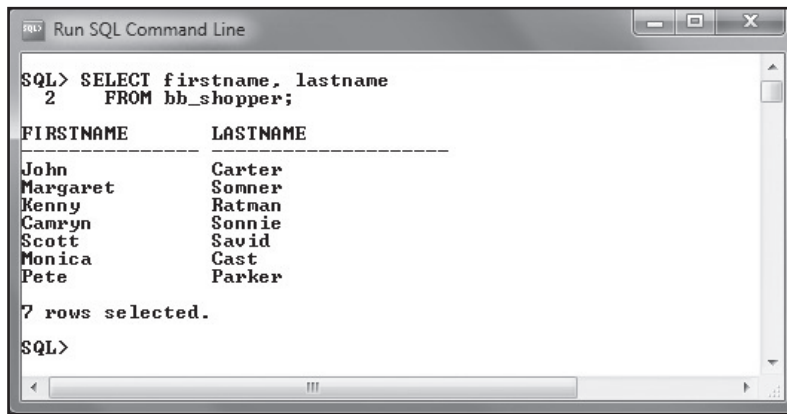 SQL> Run SQL Command Line
SQL> SELECT firstname, lastname
2 FROM bb_shopper;
FIRSTNAME LASTNAME
--------------- --------------------
John Carter
Margaret Somner
Kenny Ratman
Camryn Sonnie
Scott Savid
Monica Cast
Pete Parker
7 rows selected.
SQL>